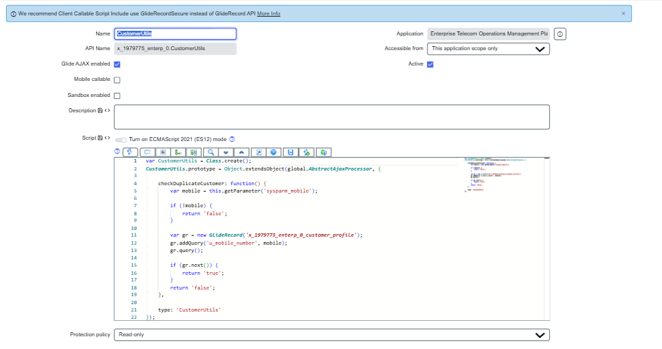 We recommend Client Callable Script Include use GlideRecordSecure instead of GlideRecord API More Info ×
Name CustomerUtils Application Enterprise Telecom Operations Management Pla
API Name x_1979775_enterp_0.CustomerUtils Accessible from This application scope only
Glide AJAX enabled Active
Mobile callable
Sandbox enabled
Description
Script Turn on ECMAScript 2021 (ES12) mode
1 var CustomerUtils = Class.create();
2 CustomerUtils.prototype = Object.extendsObject(global.AbstractAjaxProcessor, {
3
4 checkDuplicateCustomer: function() {
5 var mobile = this.getParameter('sysparm_mobile');
6
7 if (!mobile) {
8 return 'false';
9 }
10
11 var gr = new GlideRecord('x_1979775_enterp_0_customer_profile');
12 gr.addQuery('u_mobile_number', mobile);
13 gr.query();
14
15 if (gr.next()) {
16 return 'true';
17 }
18 return 'false';
19 },
20
21 type: 'CustomerUtils'
22 });
Protection policy Read-only